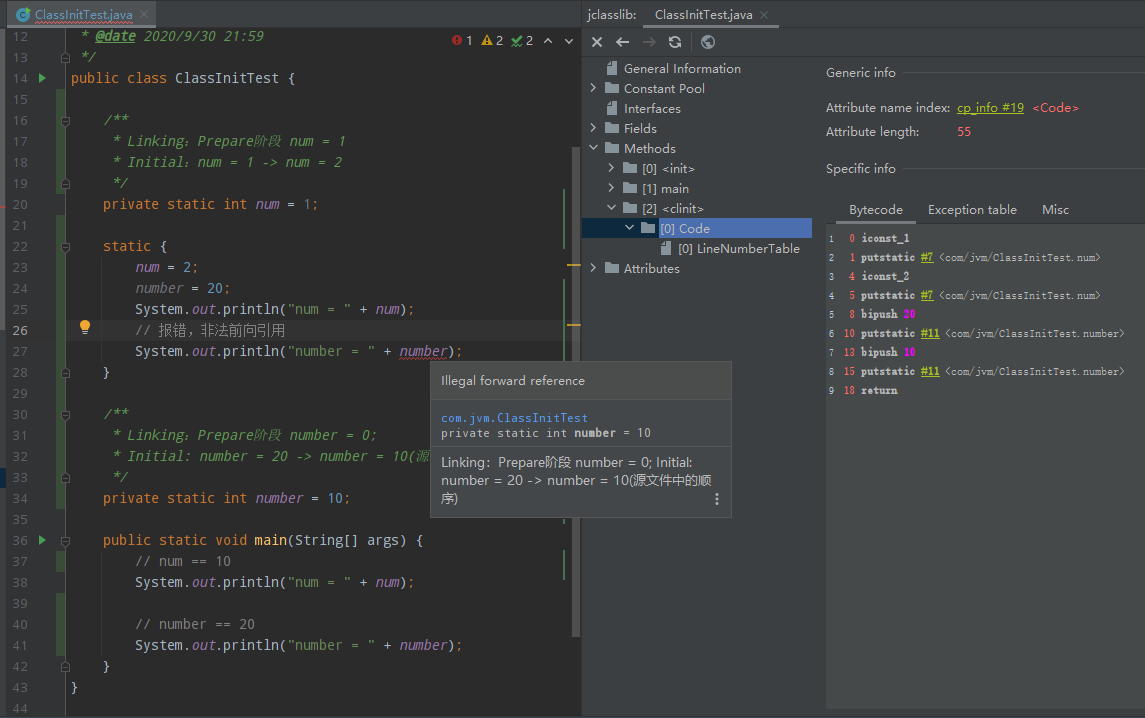 ClassInitTest.java
jclasslib:
ClassInitTest.java
12 * @date 2020/9/30 21:59
1 2 2
13 */
14 public class ClassInitTest {
15
16 /**
17 * Linking：Prepare阶段 num = 1
18 * Initial：num = 1 -> num = 2
19 */
20 private static int num = 1;
21
22 static {
23 num = 2;
24 number = 20;
25 System.out.println("num = " + num);
26 // 报错，非法前向引用
27 System.out.println("number = " + number);
28 }
29
30 /**
31 * Linking：Prepare阶段 number = 0;
32 * Initial: number = 20 -> number = 10(源
33 */
34 private static int number = 10;
35
36 public static void main(String[] args) {
37 // num == 10
38 System.out.println("num = " + num);
39
40 // number == 20
41 System.out.println("number = " + number);
42 }
43 }
44
Illegal forward reference
com.jvm.ClassInitTest
private static int number = 10
Linking：Prepare阶段 number = 0; Initial:
number = 20 -> number = 10(源文件中的顺
序)
General Information
Constant Pool
Interfaces
Fields
Methods
[0] <init>
[1] main
[2] <clinit>
[0] Code
[0] LineNumberTable
Attributes
Generic info
Attribute name index: cp_info #19 <Code>
Attribute length: 55
Specific info
Bytecode Exception table Misc
1 0 iconst_1
2 1 putstatic #7 <com/jvm/ClassInitTest.num>
3 4 iconst_2
4 5 putstatic #7 <com/jvm/ClassInitTest.num>
5 8 bipush 20
6 10 putstatic #11 <com/jvm/ClassInitTest.number>
7 13 bipush 10
8 15 putstatic #11 <com/jvm/ClassInitTest.number>
9 18 return